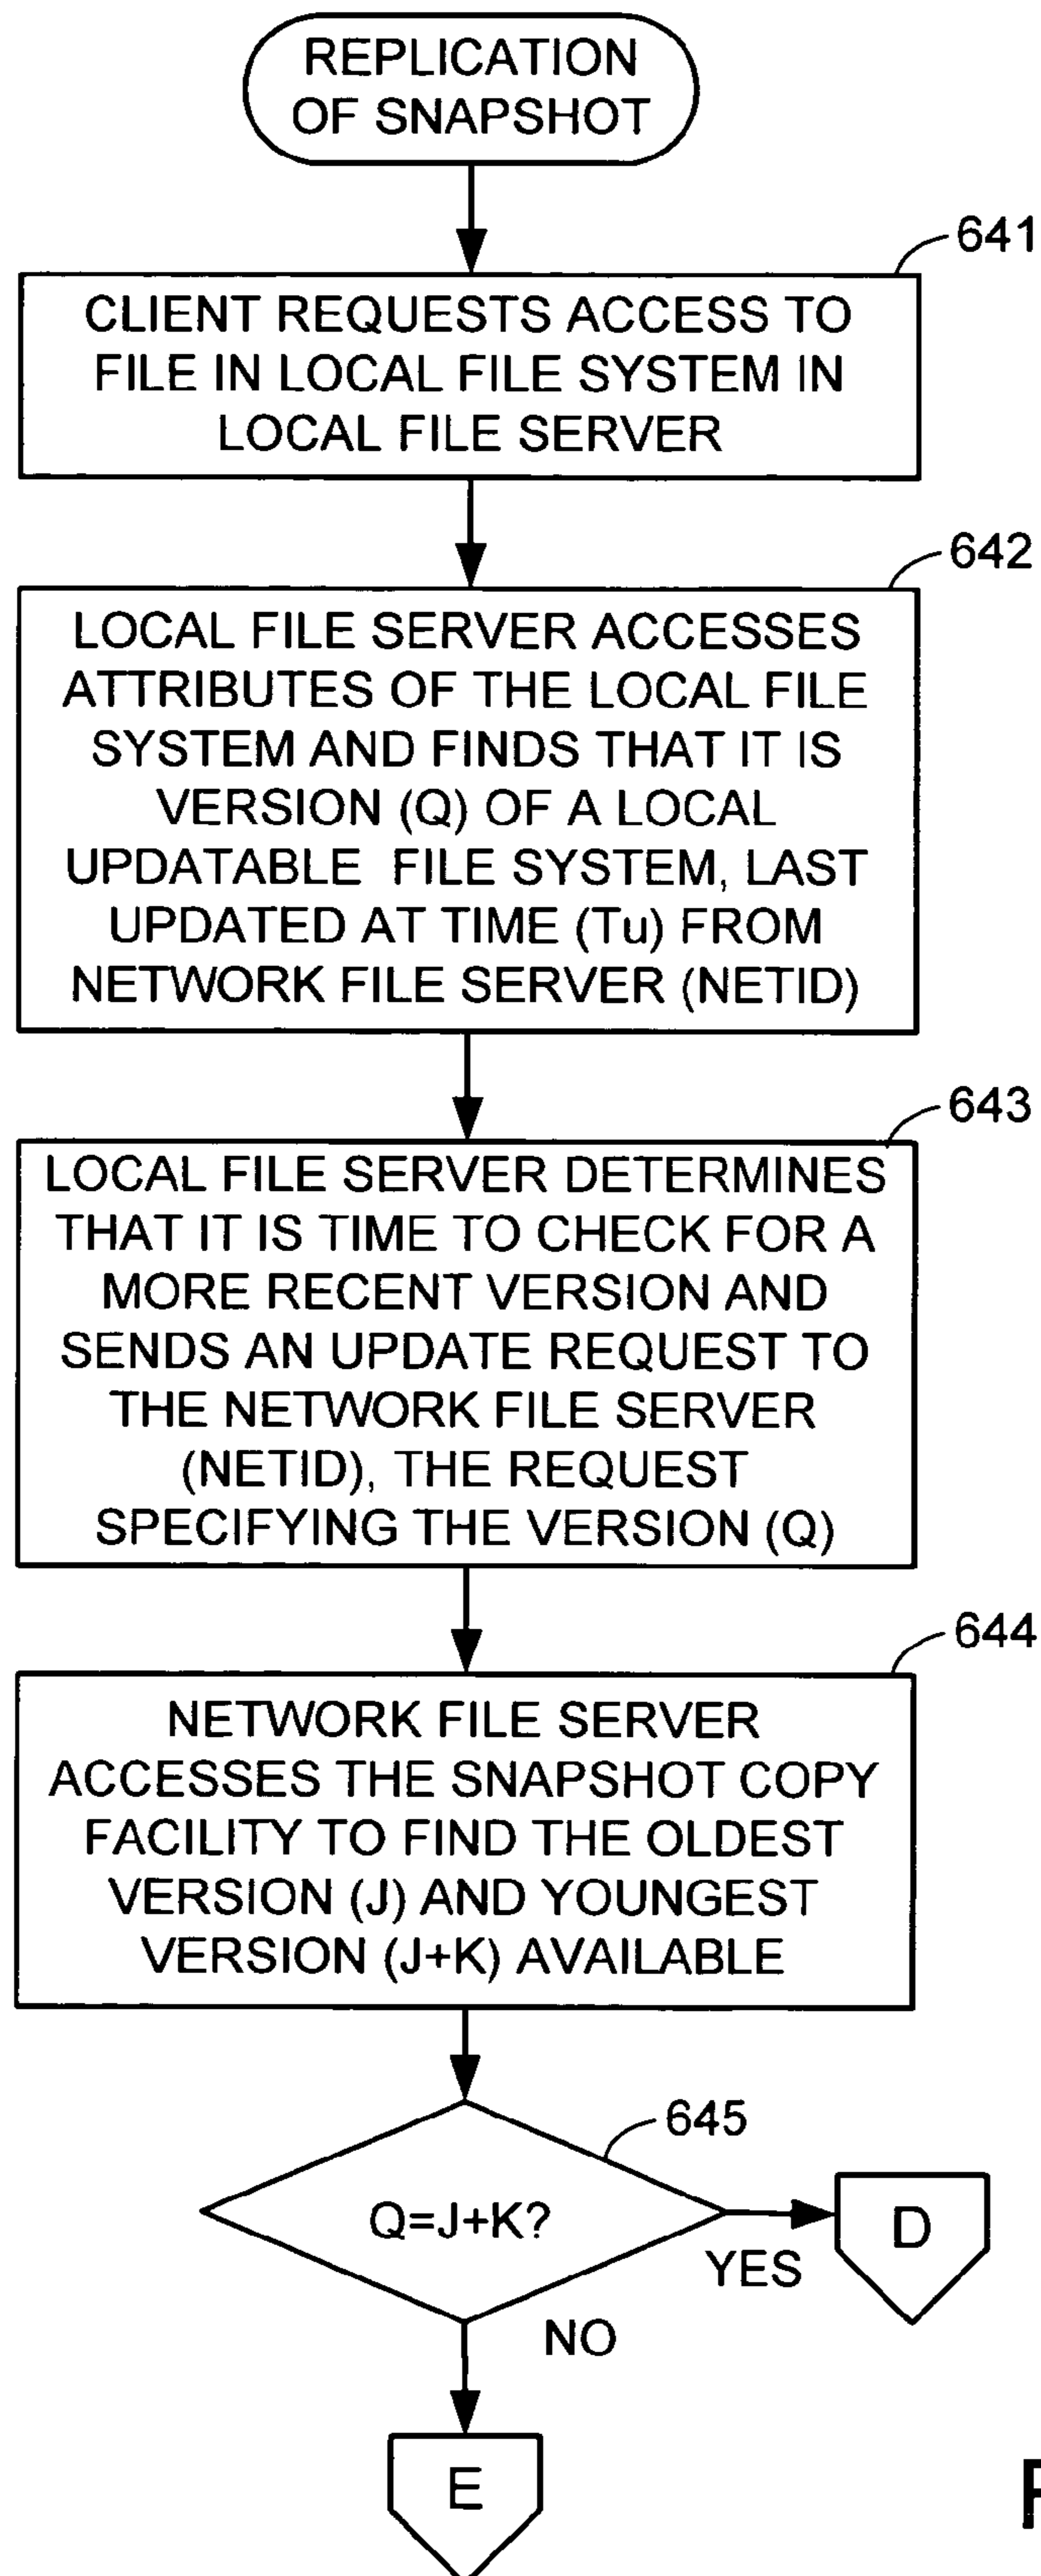 REPLICATION
OF SNAPSHOT
641
CLIENT REQUESTS ACCESS TO
FILE IN LOCAL FILE SYSTEM IN
LOCAL FILE SERVER
642
LOCAL FILE SERVER ACCESSES
ATTRIBUTES OF THE LOCAL FILE
SYSTEM AND FINDS THAT IT IS
VERSION (Q) OF A LOCAL
UPDATABLE FILE SYSTEM, LAST
UPDATED AT TIME (Tu) FROM
NETWORK FILE SERVER (NETID)
643
LOCAL FILE SERVER DETERMINES
THAT IT IS TIME TO CHECK FOR A
MORE RECENT VERSION AND
SENDS AN UPDATE REQUEST TO
THE NETWORK FILE SERVER
(NETID), THE REQUEST
SPECIFYING THE VERSION (Q)
644
NETWORK FILE SERVER
ACCESSES THE SNAPSHOT COPY
FACILITY TO FIND THE OLDEST
VERSION (J) AND YOUNGEST
VERSION (J+K) AVAILABLE
645
Q=J+K?
YES
D
NO
E